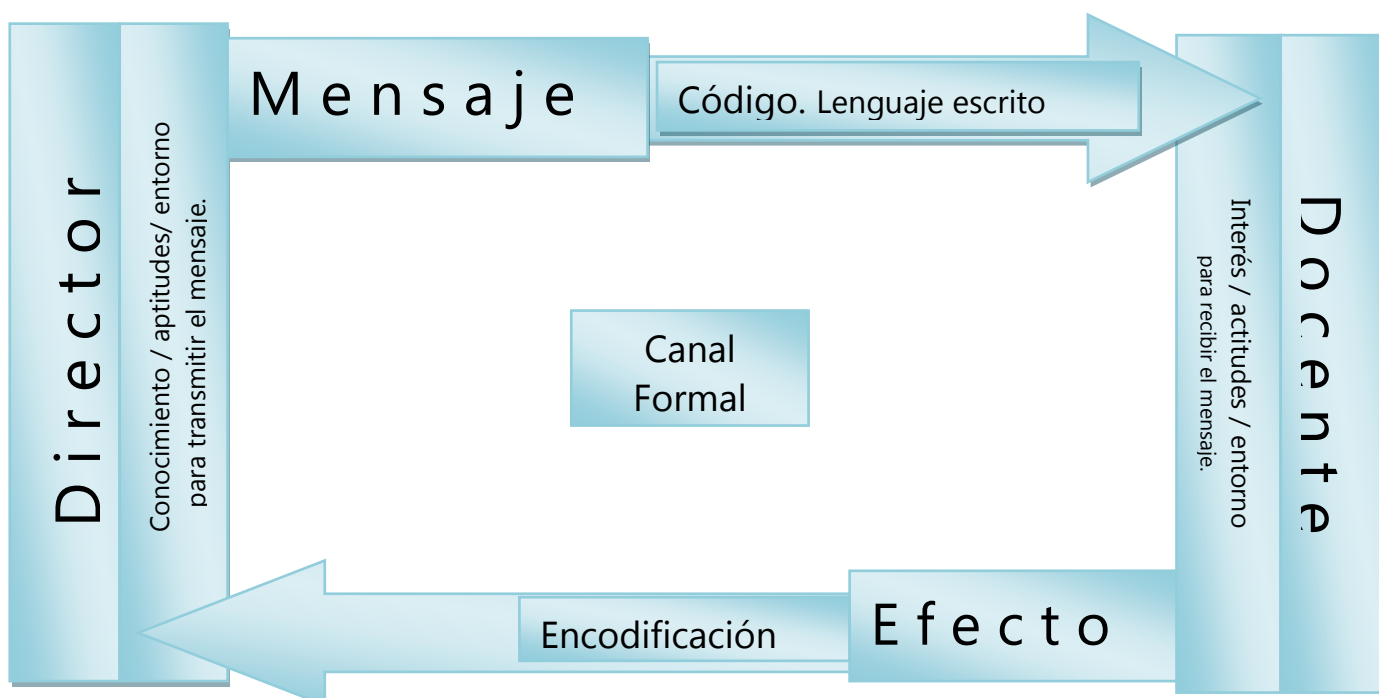 Director
Conocimiento / aptitudes/ entorno
para transmitir el mensaje.
Mensaje
Código. Lenguaje escrito
Canal
Formal
Interés / actitudes / entorno
para recibir el mensaje.
Docente
Encodificación
Efecto